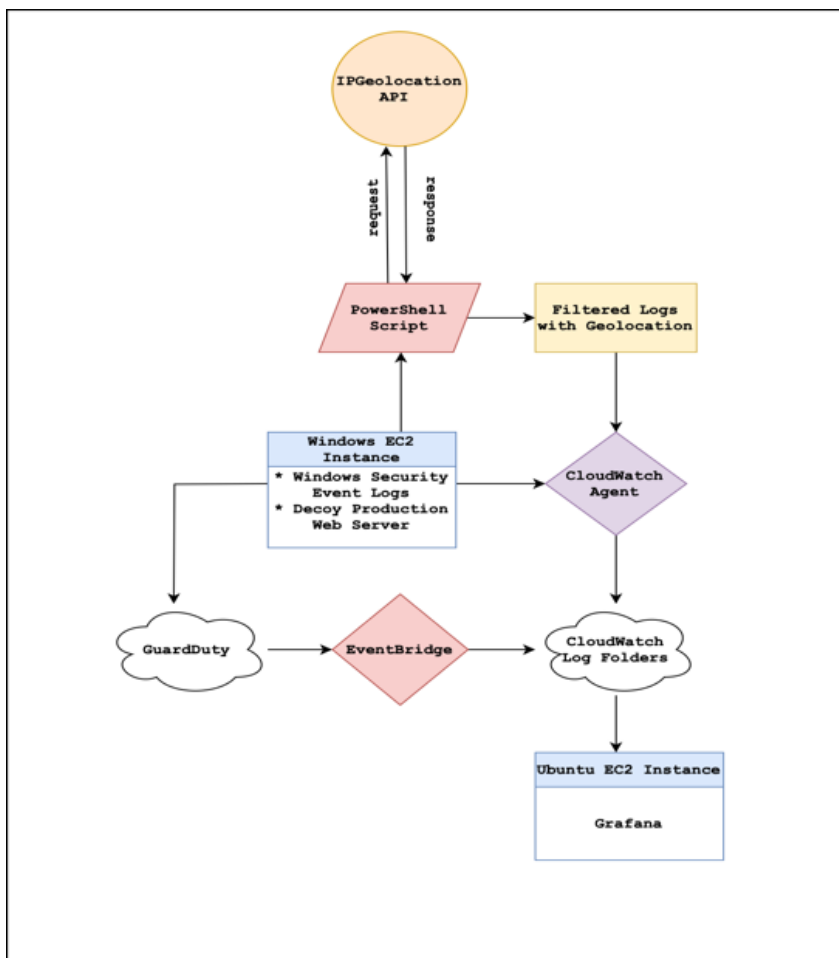 IPGeolocation
API
request
response
PowerShell
Script
Filtered Logs
with Geolocation
Windows EC2
Instance
* Windows Security
Event Logs
* Decoy Production
Web Server
CloudWatch
Agent
GuardDuty
EventBridge
CloudWatch
Log Folders
Ubuntu EC2 Instance
Grafana